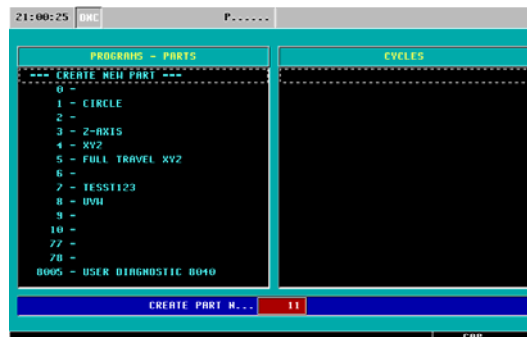 21:00:25 DNC P......
PROGRAMS - PARTS CYCLES
--- CREATE NEW PART ---
0 -
1 - CIRCLE
2 -
3 - Z-AXIS
4 - XYZ
5 - FULL TRAVEL XYZ
6 -
7 - TESST123
8 - UVW
9 -
10 -
77 -
78 -
8005 - USER DIAGNOSTIC 8040
CREATE PART N... 11